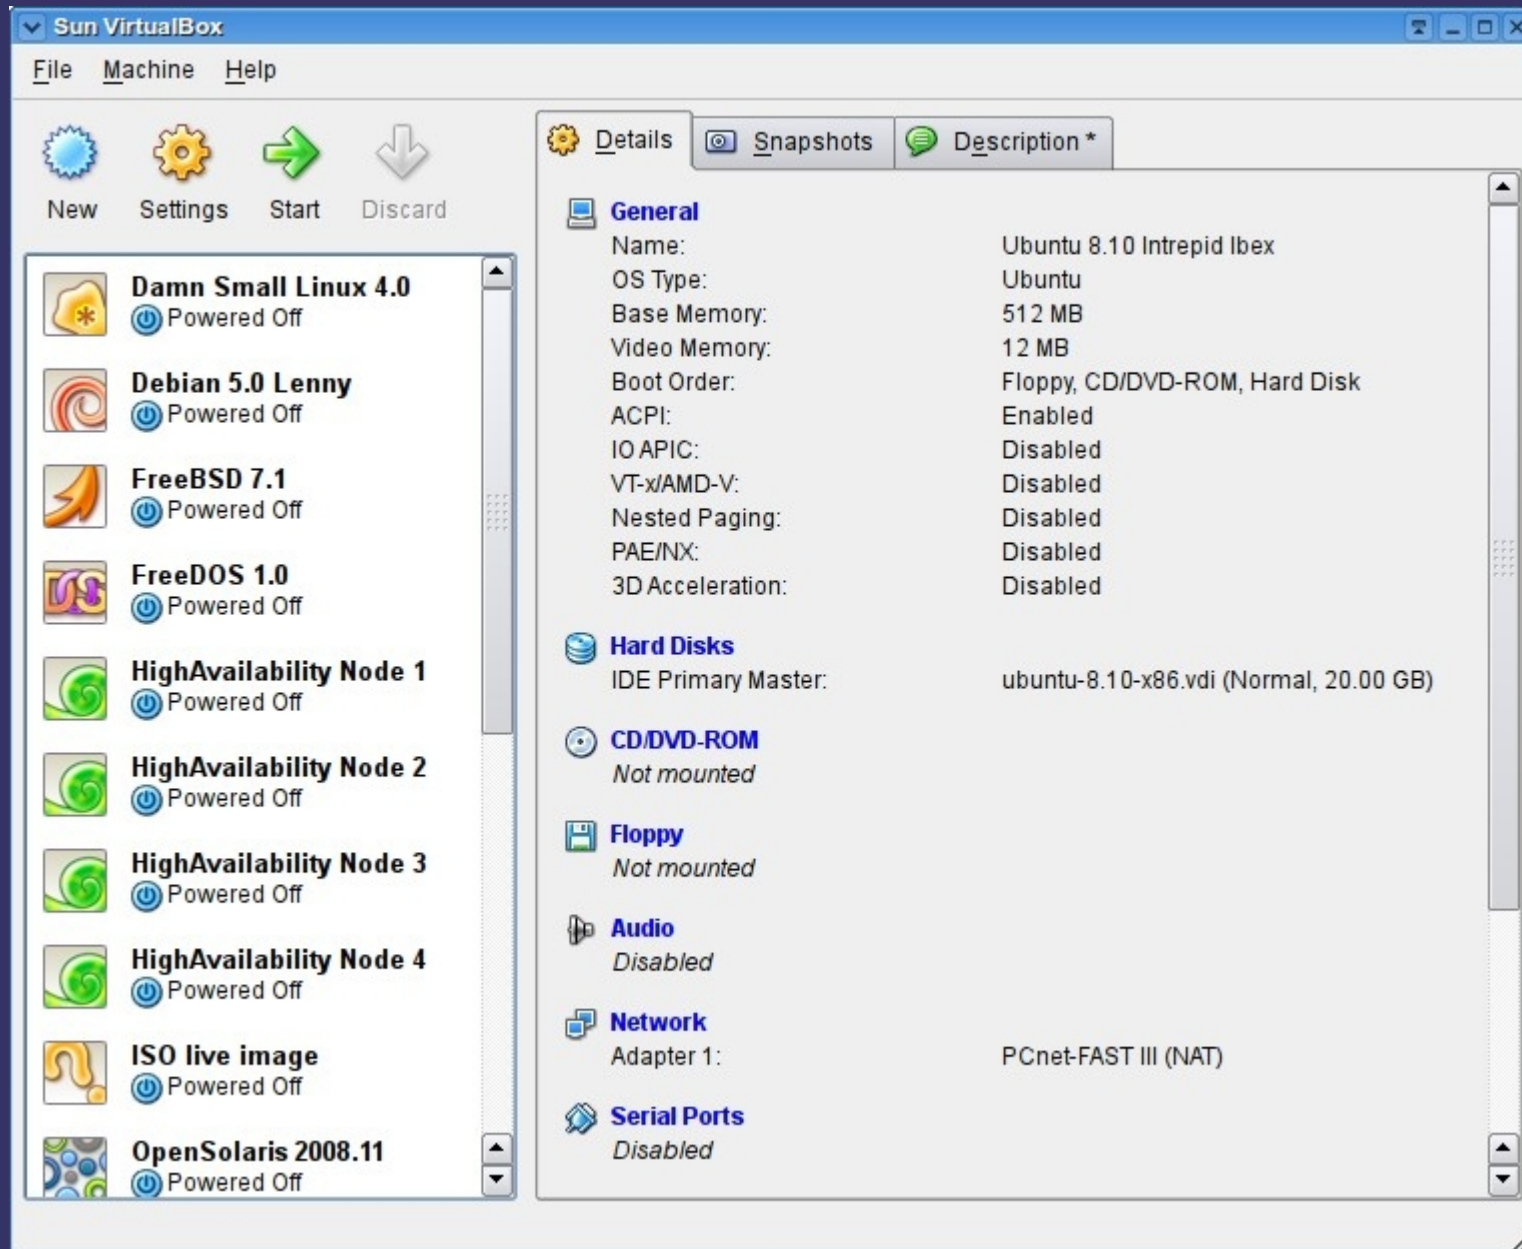 Sun VirtualBox
File Machine Help
New Settings Start Discard
Damn Small Linux 4.0
Powered Off
Debian 5.0 Lenny
Powered Off
FreeBSD 7.1
Powered Off
FreeDOS 1.0
Powered Off
HighAvailability Node 1
Powered Off
HighAvailability Node 2
Powered Off
HighAvailability Node 3
Powered Off
HighAvailability Node 4
Powered Off
ISO live image
Powered Off
OpenSolaris 2008.11
Powered Off
Details Snapshots Description *
General
Name: Ubuntu 8.10 Intrepid Ibex
OS Type: Ubuntu
Base Memory: 512 MB
Video Memory: 12 MB
Boot Order: Floppy, CD/DVD-ROM, Hard Disk
ACPI: Enabled
IO APIC: Disabled
VT-x/AMD-V: Disabled
Nested Paging: Disabled
PAE/NX: Disabled
3D Acceleration: Disabled
Hard Disks
IDE Primary Master: ubuntu-8.10-x86.vdi (Normal, 20.00 GB)
CD/DVD-ROM
Not mounted
Floppy
Not mounted
Audio
Disabled
Network
Adapter 1: PCnet-FAST III (NAT)
Serial Ports
Disabled